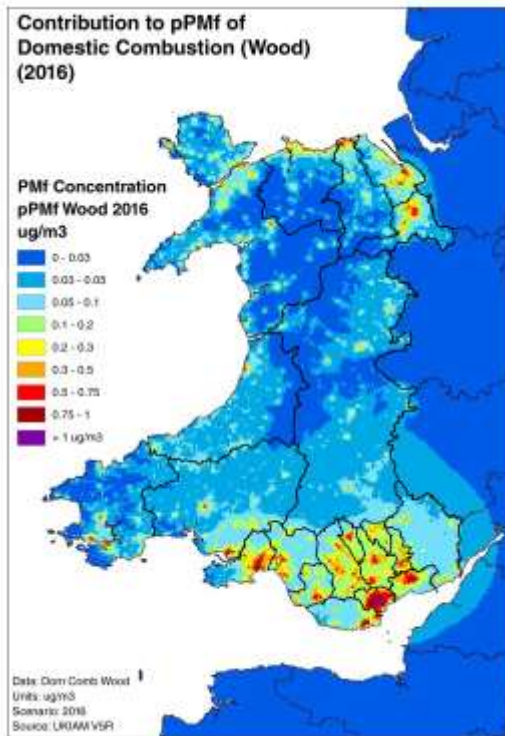 Contribution to pPMf of
Domestic Combustion (Wood)
(2016)
PMf Concentration
pPMf Wood 2016
ug/m3
0 - 0.03
0.03 - 0.03
0.05 - 0.1
0.1 - 0.2
0.2 - 0.3
0.3 - 0.5
0.5 - 0.75
0.75 - 1
> 1 ug/m3
Data: Dom Comb Wood
Units: ug/m3
Scenario: 2016
Source: UKIAM V5R